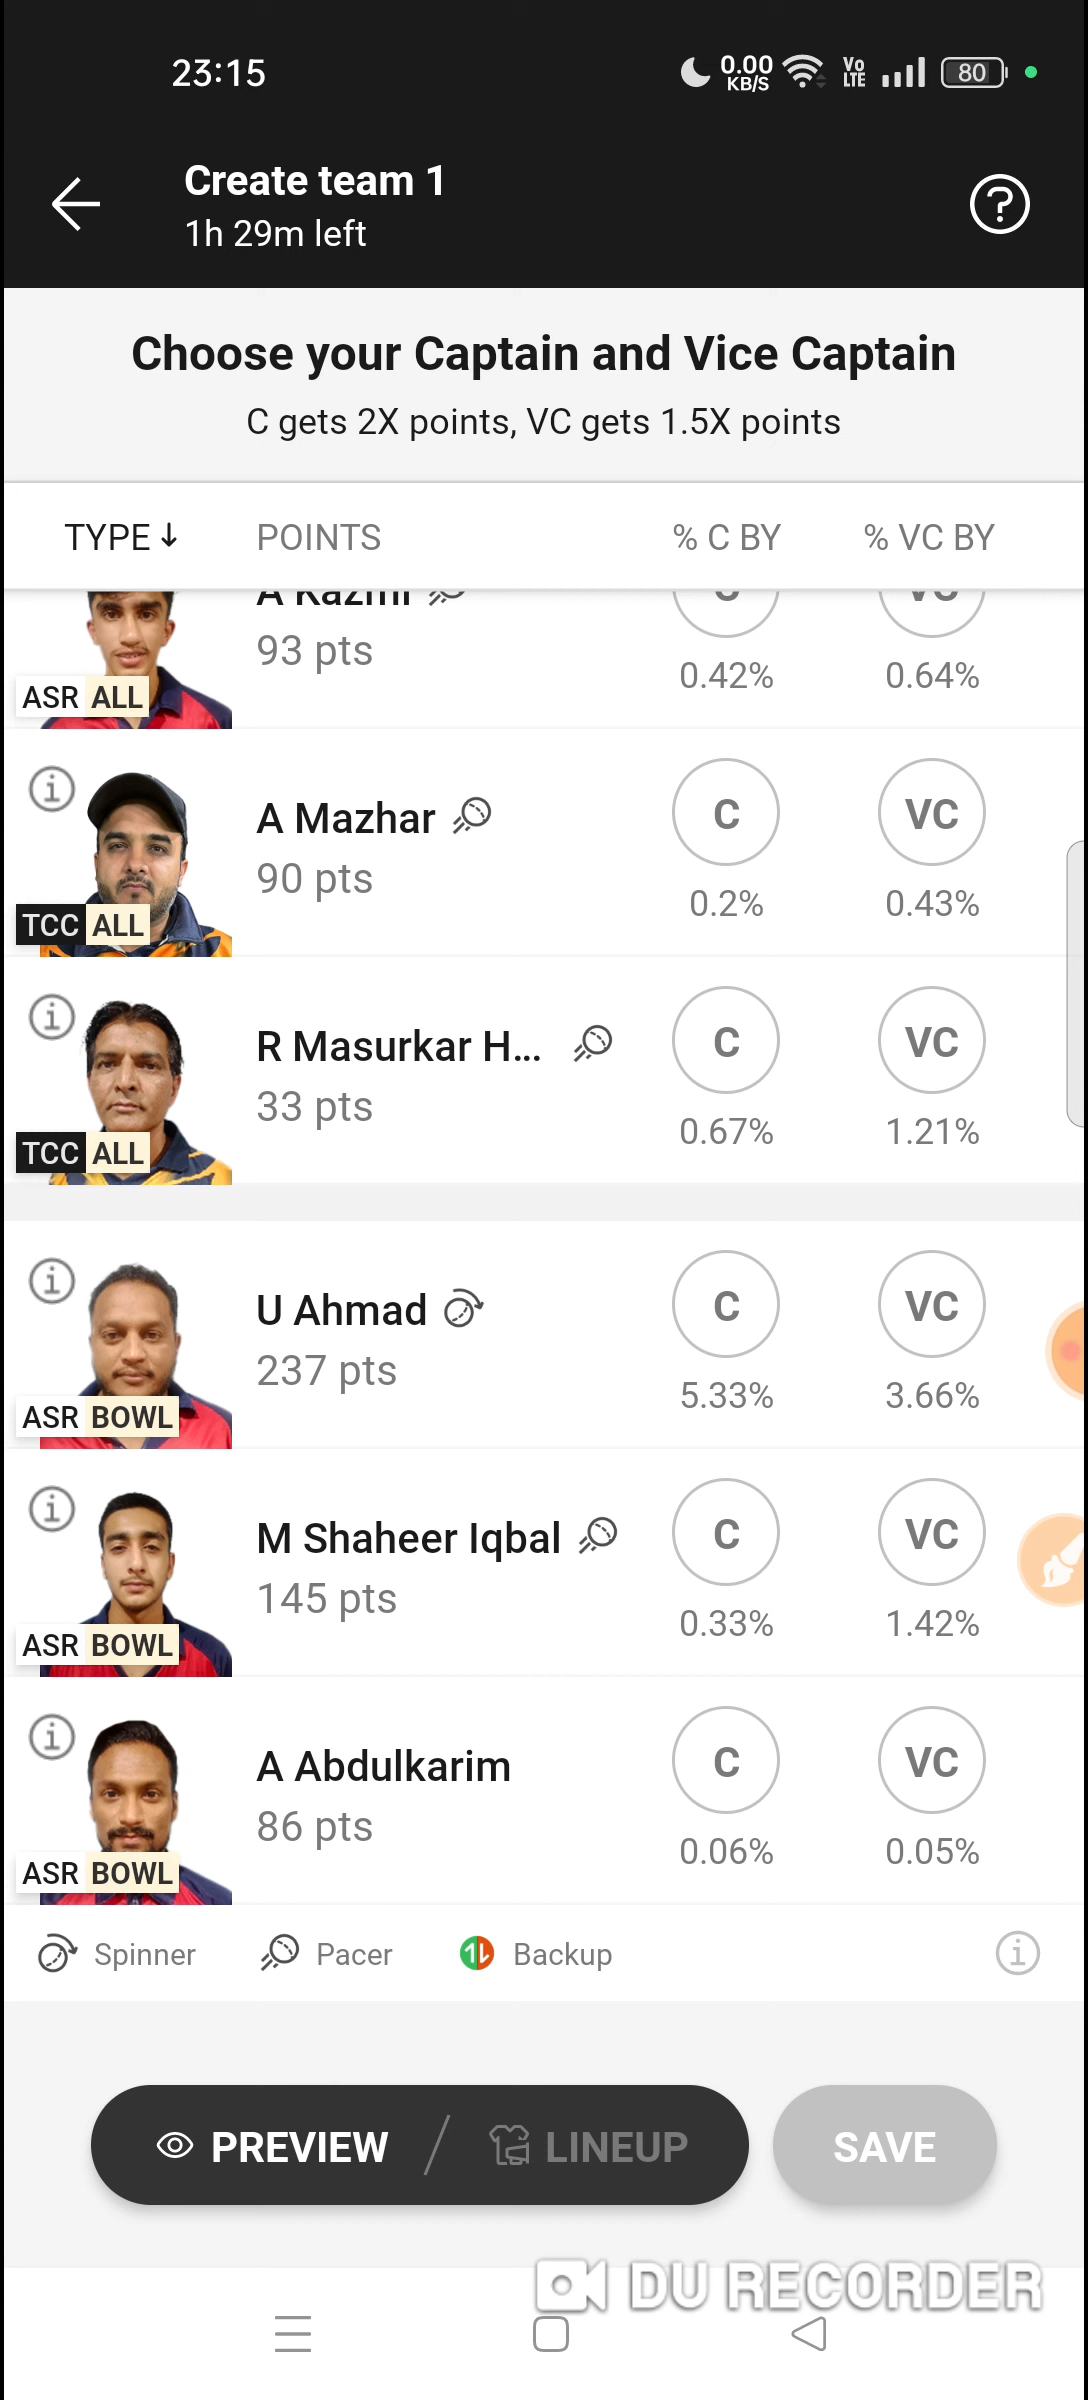 23:15
0.00 KB/S
Vo LTE
80
Create team 1
1h 29m left
Choose your Captain and Vice Captain
C gets 2X points, VC gets 1.5X points
TYPE POINTS % C BY % VC BY
A Kazmi C VC
93 pts
0.42% 0.64%
ASR ALL
A Mazhar C VC
90 pts
0.2% 0.43%
TCC ALL
R Masurkar H... C VC
33 pts
0.67% 1.21%
TCC ALL
U Ahmad C VC
237 pts
5.33% 3.66%
ASR BOWL
M Shaheer Iqbal C VC
145 pts
0.33% 1.42%
ASR BOWL
A Abdulkarim C VC
86 pts
0.06% 0.05%
ASR BOWL
Spinner Pacer Backup
PREVIEW LINEUP SAVE
DU RECORDER